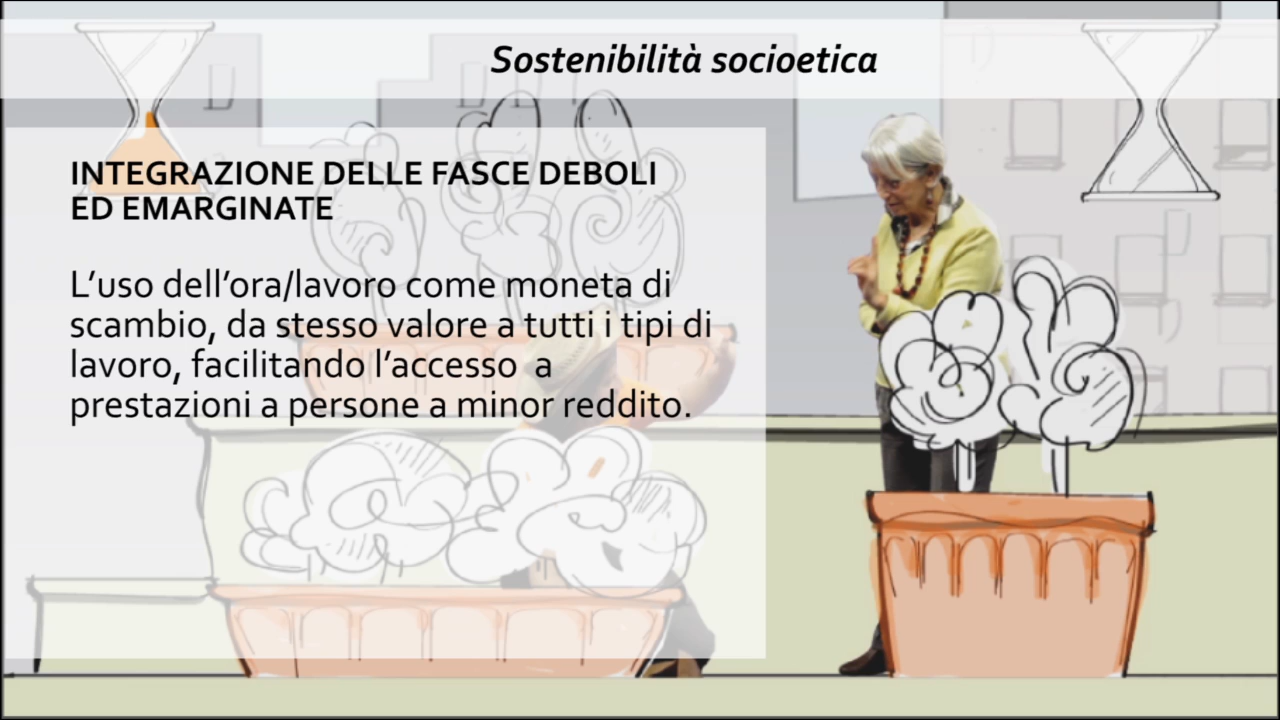 Sostenibilità socioetica
INTEGRAZIONE DELLE FASCE DEBOLI
ED EMARGINATE
L’uso dell’ora/lavoro come moneta di
scambio, da stesso valore a tutti i tipi di
lavoro, facilitando l’accesso  a
prestazioni a persone a minor reddito.